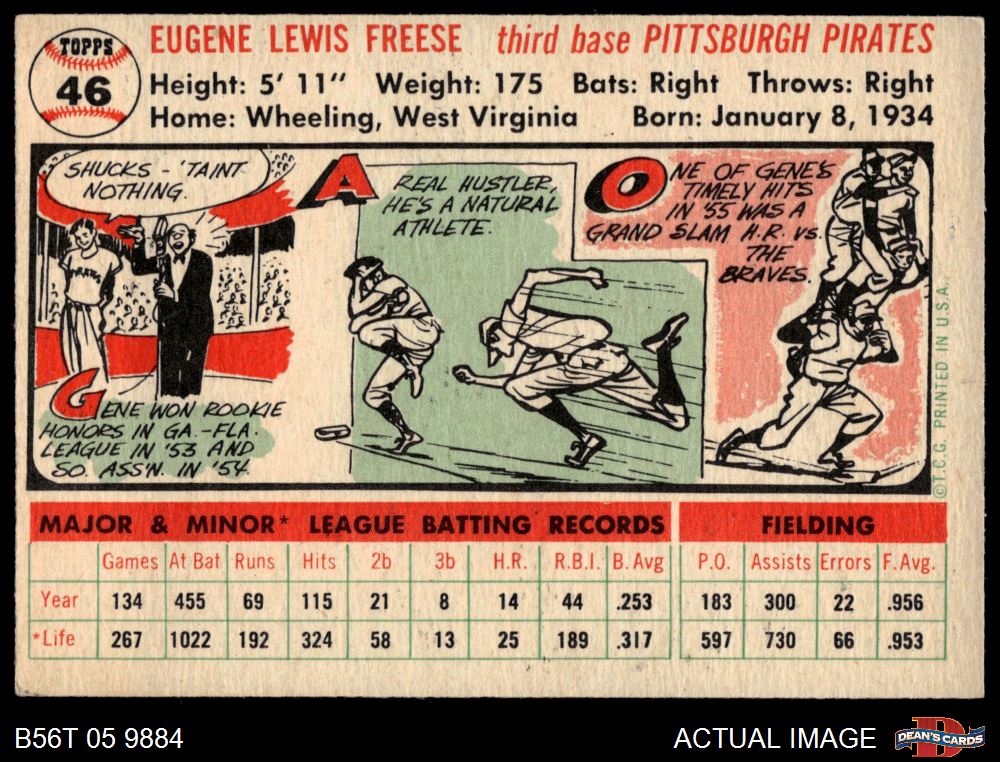 TOPPS
46
EUGENE LEWIS FREESE third base PITTSBURGH PIRATES
Height: 5' 11" Weight: 175 Bats: Right Throws: Right
Home: Wheeling, West Virginia Born: January 8, 1934
SHUCKS - 'TAINT
NOTHING.
PIRATES
GENE WON ROOKIE
HONORS IN GA.-FLA.
LEAGUE IN '53 AND
SO. ASS'N. IN '54.
A REAL HUSTLER,
HE'S A NATURAL
ATHLETE.
ONE OF GENE'S
TIMELY HITS
IN '55 WAS A
GRAND SLAM H.R. vs.
THE
BRAVES.
©T.C.G. PRINTED IN U.S.A.
MAJOR & MINOR* LEAGUE BATTING RECORDS FIELDING
Games At Bat Runs Hits 2b 3b H.R. R.B.I. B. Avg P.O. Assists Errors F. Avg.
Year 134 455 69 115 21 8 14 44 .253 183 300 22 .956
*Life 267 1022 192 324 58 13 25 189 .317 597 730 66 .953
B56T 05 9884 ACTUAL IMAGE
D
DEAN'S CARDS